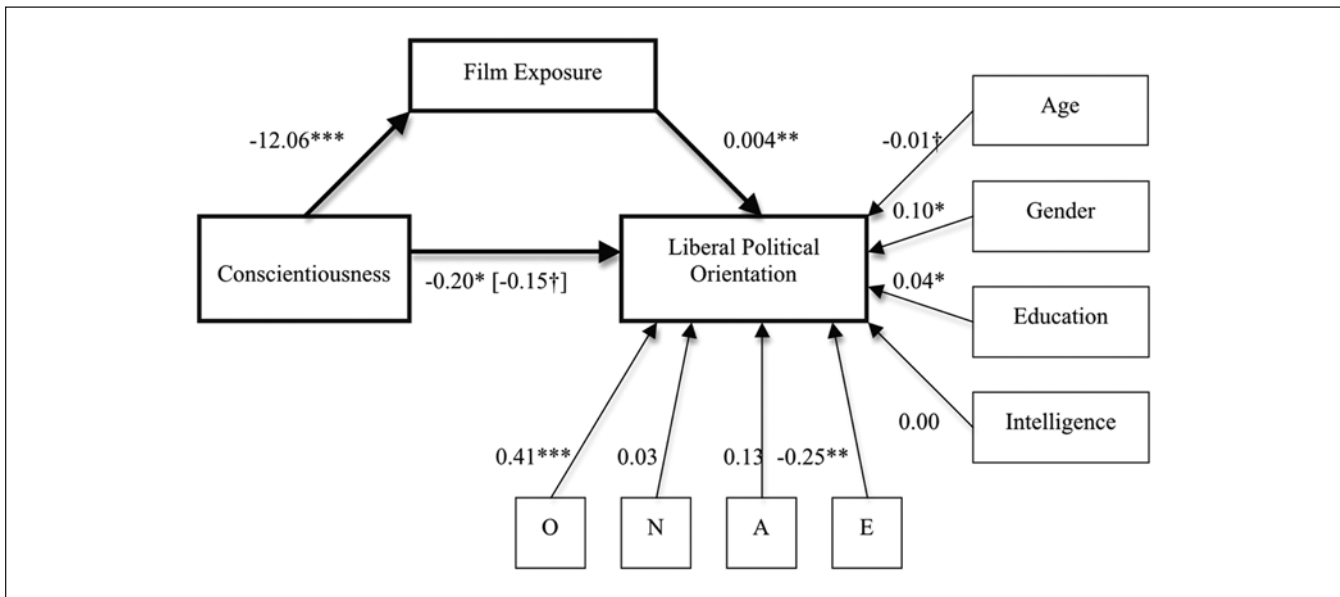 Film Exposure
Age
-12.06***
0.004**
-0.01†
Gender
0.10*
Conscientiousness
Liberal Political
Orientation
-0.20* [-0.15†]
0.04*
Education
Intelligence
0.00
0.41***
0.03
0.13
-0.25**
O
N
A
E